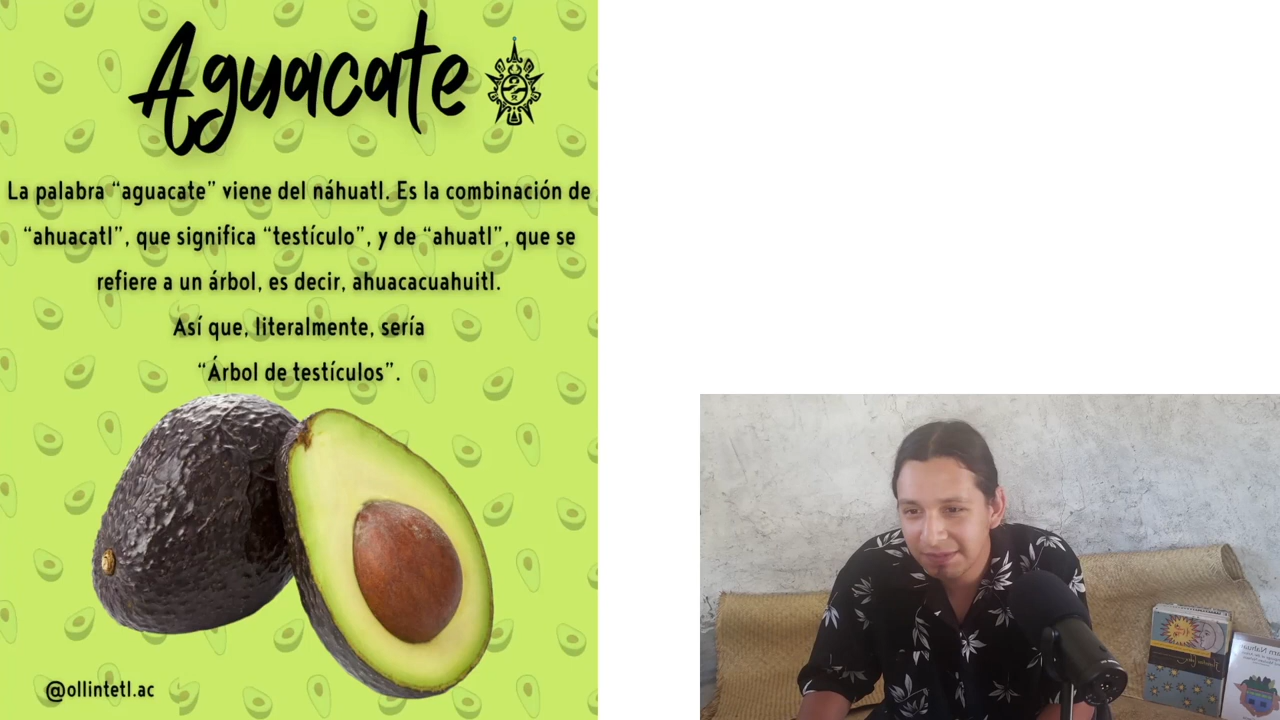 Aguacate
La palabra “aguacate” viene del náhuatl. Es la combinación de
“ahuacatl”, que significa “testículo”, y de “ahuatl”, que se
refiere a un árbol, es decir, ahuacacuahuitl.
Así que, literalmente, sería
“Árbol de testículos”.
@ollintetl.ac